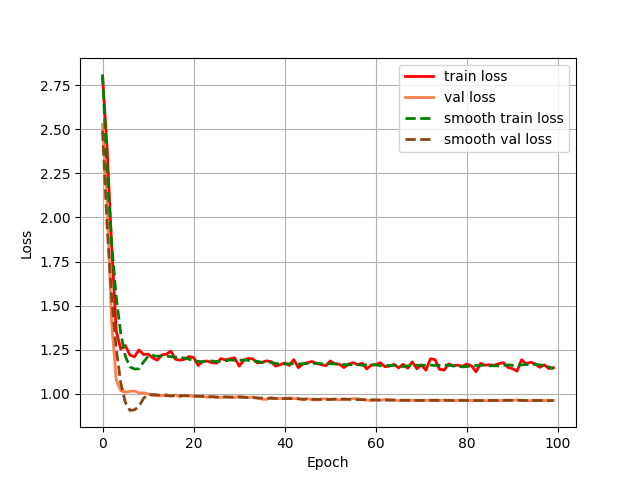 train loss
val loss
smooth train loss
smooth val loss
2.75
2.50
2.25
2.00
1.75
1.50
1.25
1.00
Loss
0 20 40 60 80 100
Epoch